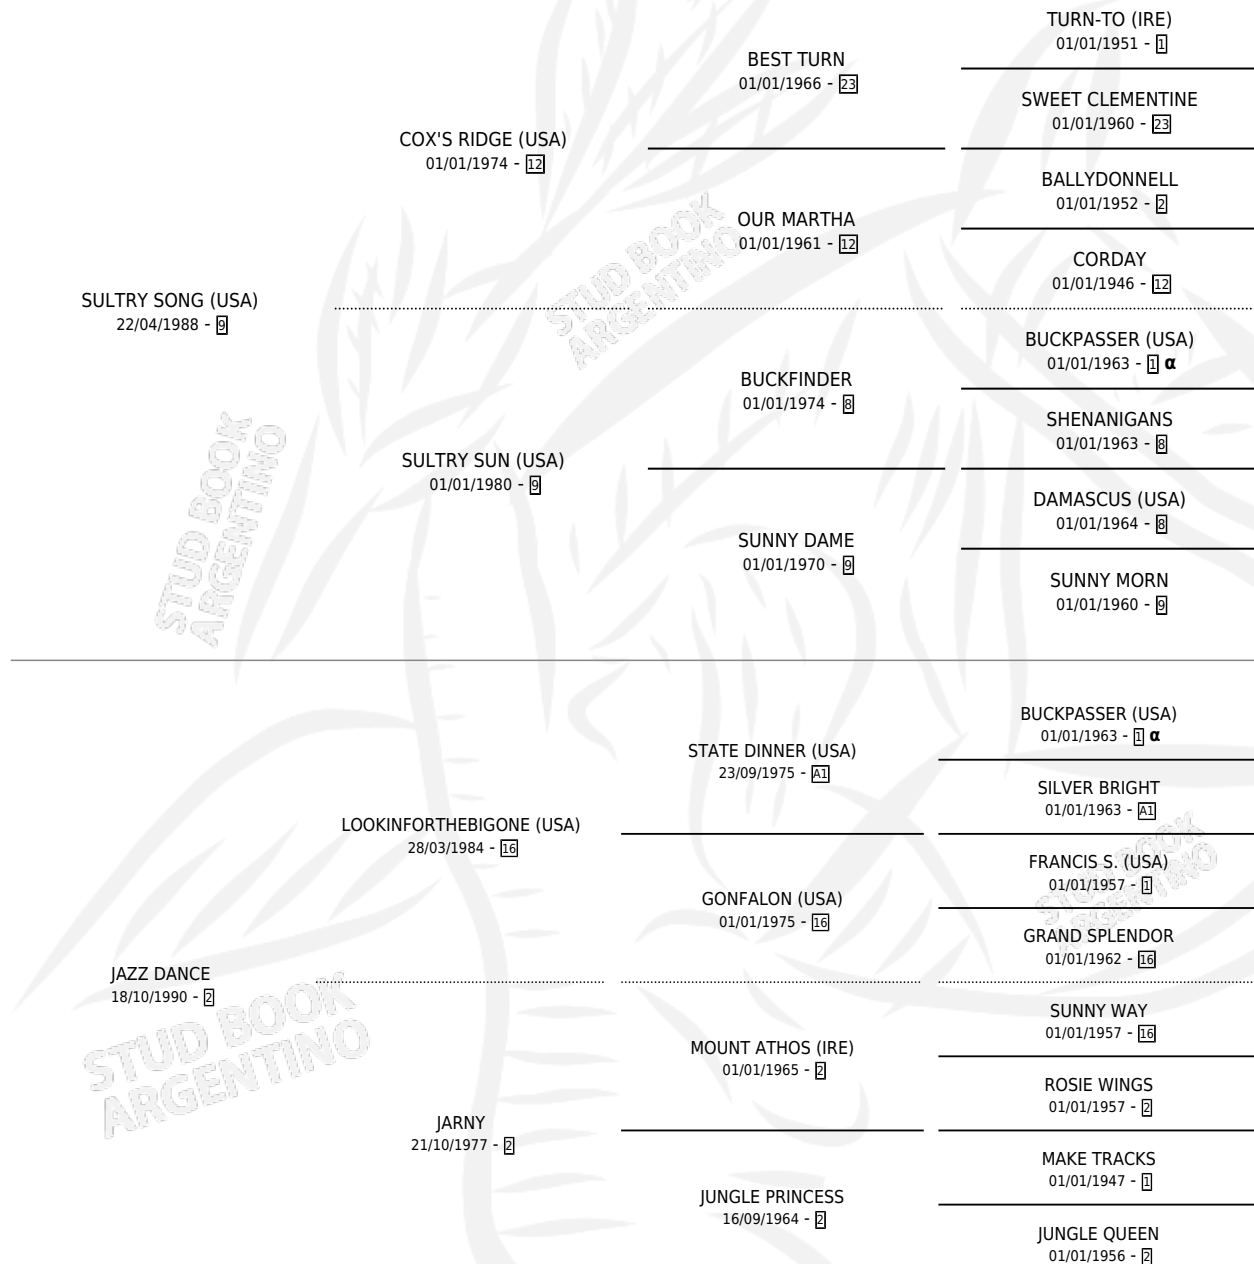 TURN-TO (IRE)
01/01/1951 - 1
BEST TURN
01/01/1966 - 23
SWEET CLEMENTINE
01/01/1960 - 23
COX'S RIDGE (USA)
01/01/1974 - 12
BALLYDONNELL
01/01/1952 - 2
OUR MARTHA
01/01/1961 - 12
CORDAY
01/01/1946 - 12
SULTRY SONG (USA)
22/04/1988 - 9
BUCKPASSER (USA)
01/01/1963 - 1 α
BUCKFINDER
01/01/1974 - 8
SHENANIGANS
01/01/1963 - 8
SULTRY SUN (USA)
01/01/1980 - 9
DAMASCUS (USA)
01/01/1964 - 8
SUNNY DAME
01/01/1970 - 9
SUNNY MORN
01/01/1960 - 9
BUCKPASSER (USA)
01/01/1963 - 1 α
STATE DINNER (USA)
23/09/1975 - A1
SILVER BRIGHT
01/01/1963 - A1
LOOKINFORTHEBIGONE (USA)
28/03/1984 - 16
FRANCIS S. (USA)
01/01/1957 - 1
GONFALON (USA)
01/01/1975 - 16
GRAND SPLENDOR
01/01/1962 - 16
JAZZ DANCE
18/10/1990 - 2
SUNNY WAY
01/01/1957 - 16
MOUNT ATHOS (IRE)
01/01/1965 - 2
ROSIE WINGS
01/01/1957 - 2
JARNY
21/10/1977 - 2
MAKE TRACKS
01/01/1947 - 1
JUNGLE PRINCESS
16/09/1964 - 2
JUNGLE QUEEN
01/01/1956 - 2
STUD BOOK
ARGENTINO
STUD BOOK
ARGENTINO
STUD BOOK
ARGENTINO
STUD BOOK
ARGENTINO